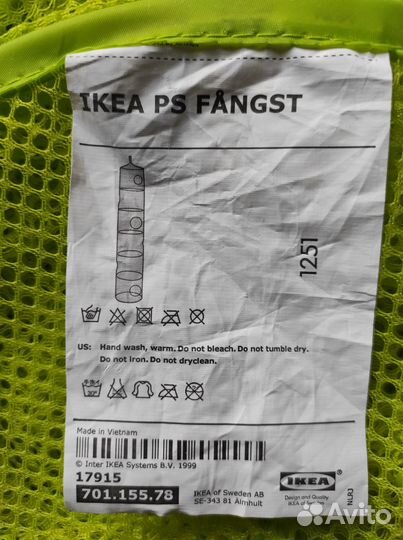 IKEA PS FÅNGST
1251
US: Hand wash, warm. Do not bleach. Do not tumble dry.
Do not iron. Do not dryclean.
Made in Vietnam
© Inter IKEA Systems B.V. 1999
17915
701.155.78
IKEA of Sweden AB
SE-343 81 Älmhult
IKEA
Design and Quality
IKEA of Sweden
Avito